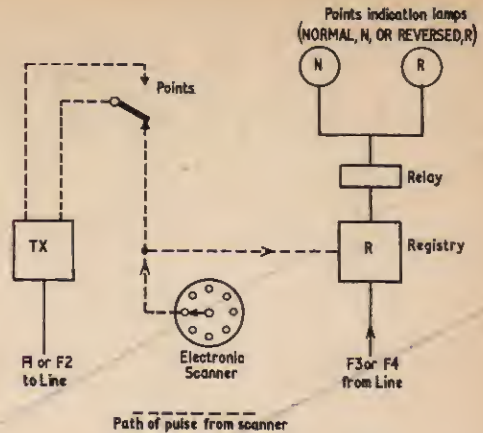 Points indication lamps
(NORMAL, N, OR REVERSED, R)
N
R
Points
Relay
TX
R
Registry
Electronic
Scanner
F1 or F2
to Line
F3 or F4
from Line
Path of pulse from scanner